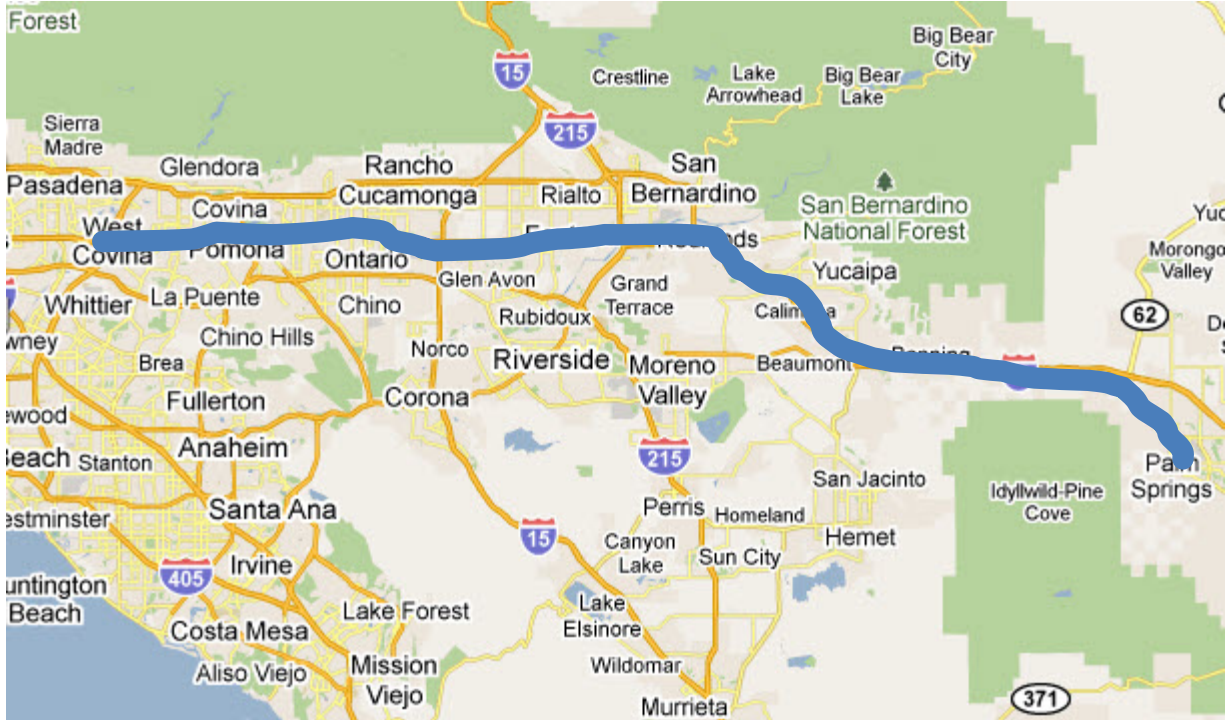 Forest
15
Crestline
Lake
Arrowhead
Big Bear
Lake
Big Bear
City
215
Sierra
Madre
Glendora
Rancho
Cucamonga
San
Bernardino
Rialto
Pasadena
Covina
West
Covina
Pomona
Ontario
San Bernardino
National Forest
Morongo
Valley
Yucaipa
Glen Avon
Grand
Terrace
Whittier
La Puente
Chino
Rubidoux
62
Chino Hills
Brea
Norco
Riverside
Moreno
Valley
Beaumont
Fullerton
Corona
Anaheim
Stanton
Beach
215
Palm
Springs
San Jacinto
Idyllwild-Pine
Cove
Santa Ana
Perris
Homeland
15
Canyon
Lake
Sun City
Hemet
405
Irvine
Beach
Lake Forest
Lake
Elsinore
Costa Mesa
Aliso Viejo
Mission
Viejo
Wildomar
Murrieta
371